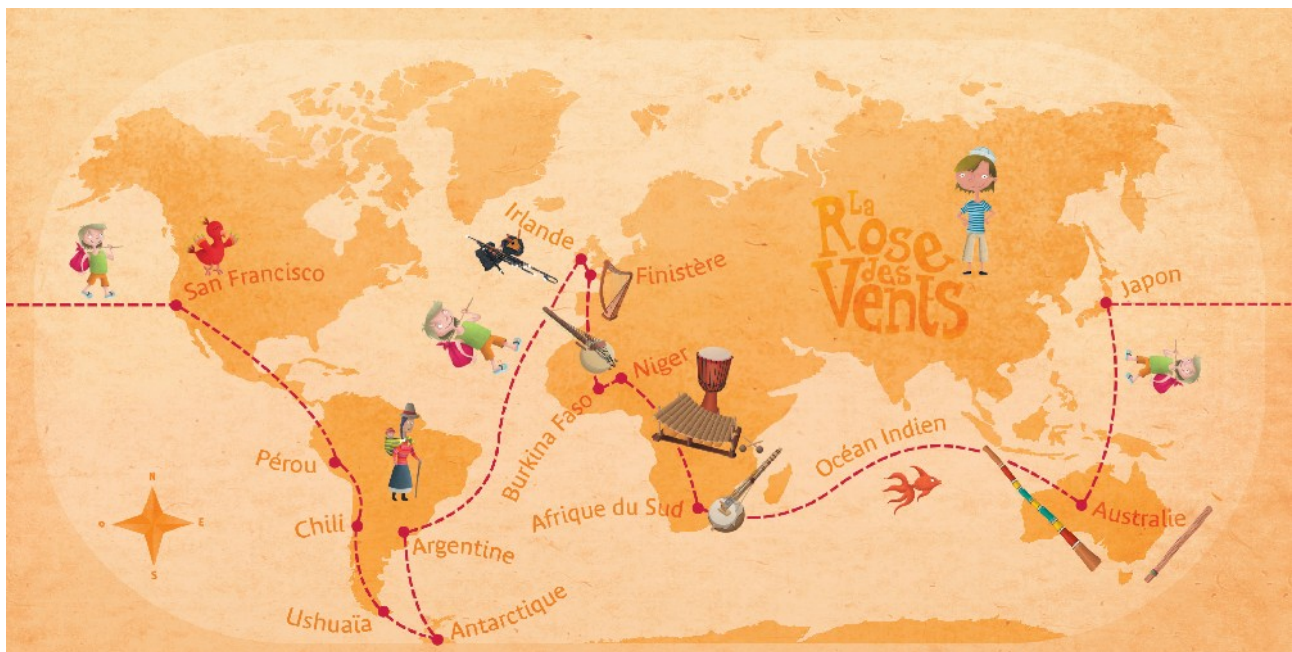 La
Rose
des
Vents
Irlande
Finistère
San Francisco
Japon
Niger
Burkina Faso
Océan Indien
Pérou
Chili
Afrique du Sud
Australie
Argentine
Ushuaïa
Antarctique
N
O
E
S